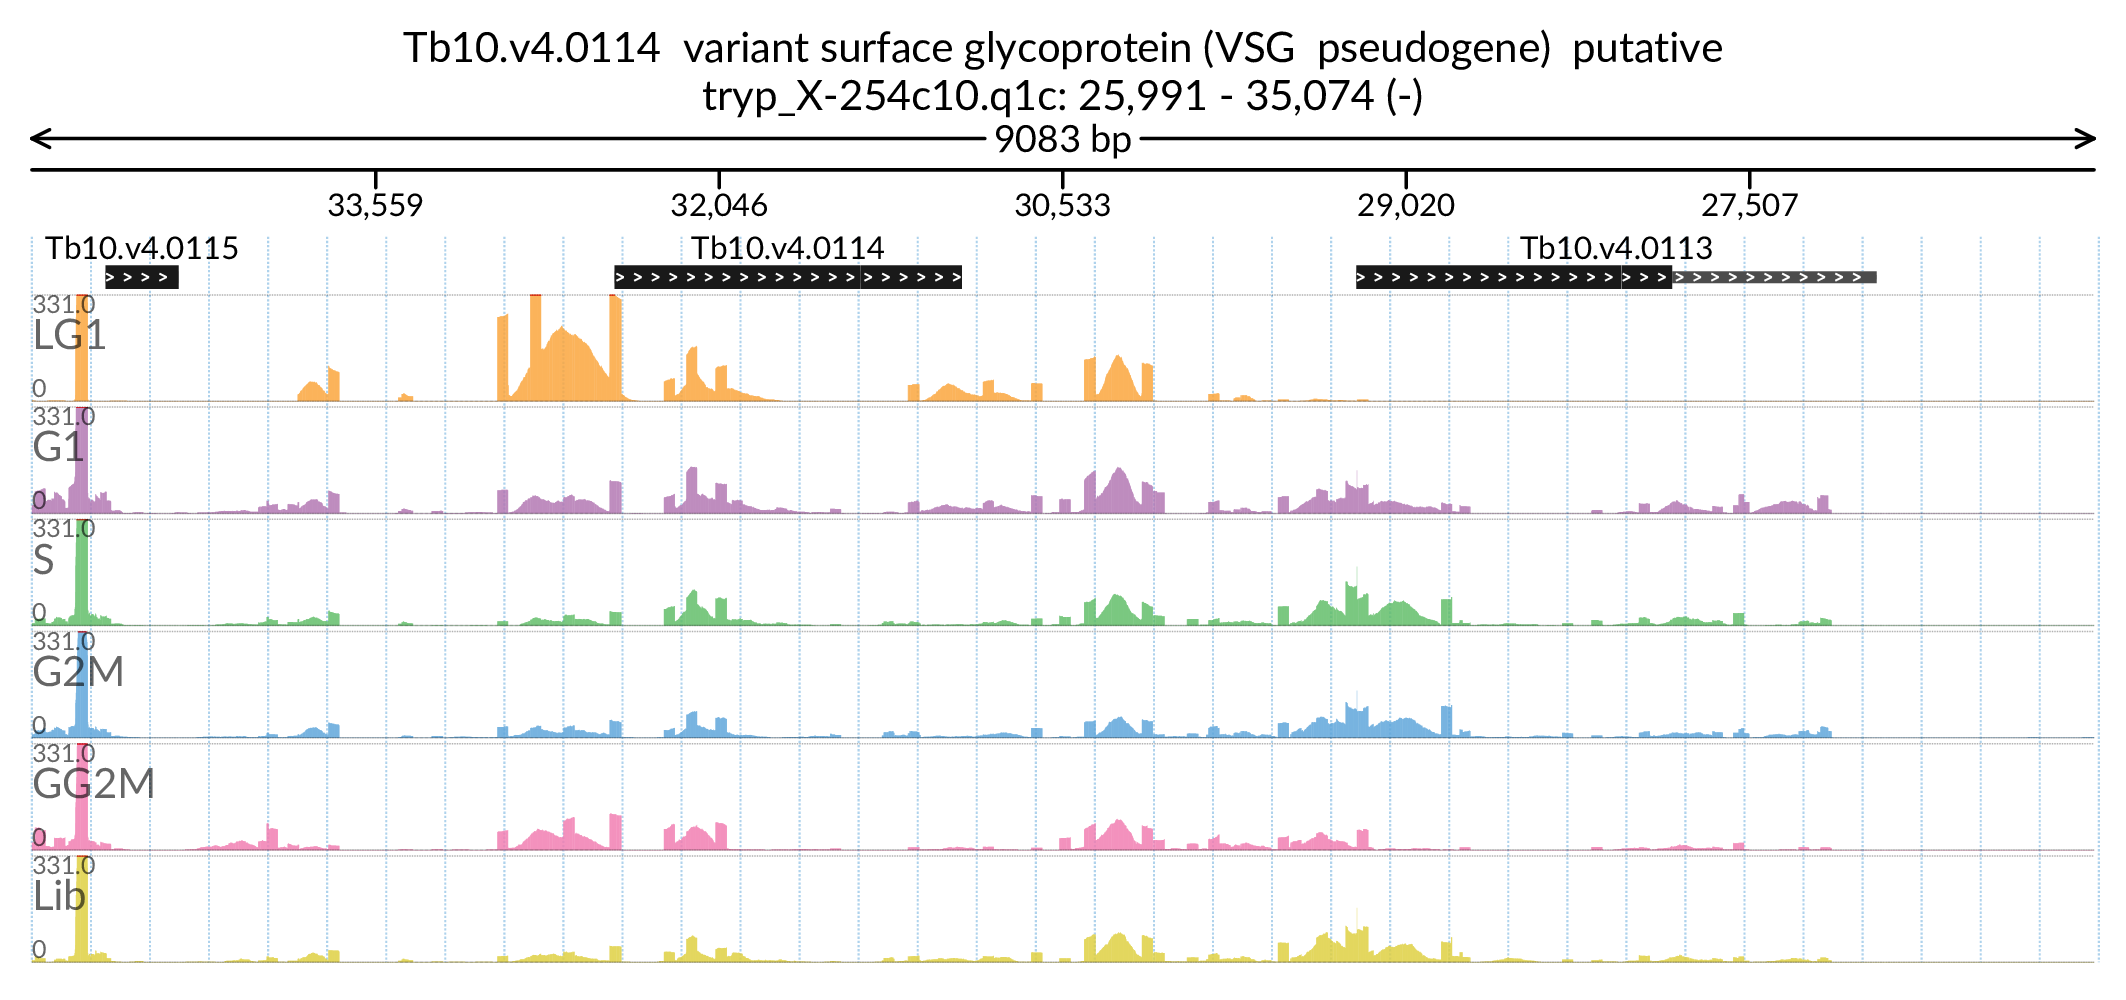 Tb10.v4.0114  variant surface glycoprotein (VSG  pseudogene)  putative
tryp_X-254c10.q1c: 25,991 - 35,074 (-)
9083 bp
33,559 32,046 30,533 29,020 27,507
Tb10.v4.0115 Tb10.v4.0114 Tb10.v4.0113
331.0
LG1
0
331.0
G1
0
331.0
S
0
331.0
G2M
0
331.0
GG2M
0
331.0
Lib
0